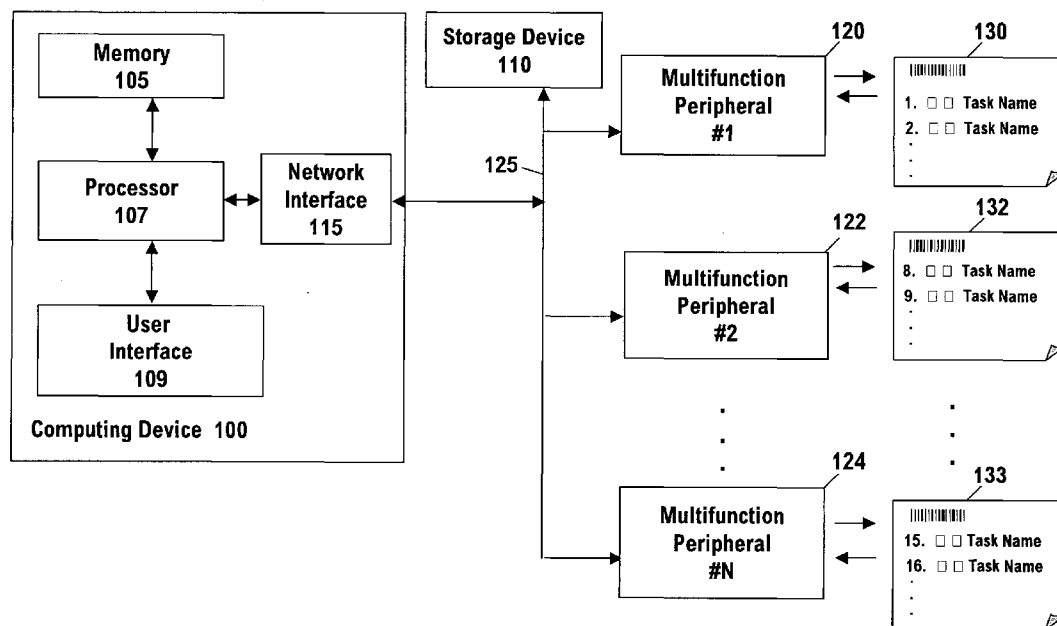 Memory
105
Processor
107
Network
Interface
115
User
Interface
109
Computing Device 100
Storage Device
110
125
120
Multifunction
Peripheral
#1
130
1. □ □ Task Name
2. □ □ Task Name
.
.
.
122
Multifunction
Peripheral
#2
132
8. □ □ Task Name
9. □ □ Task Name
.
.
.
.
.
.
.
.
.
124
Multifunction
Peripheral
#N
133
15. □ □ Task Name
16. □ □ Task Name
.
.
.